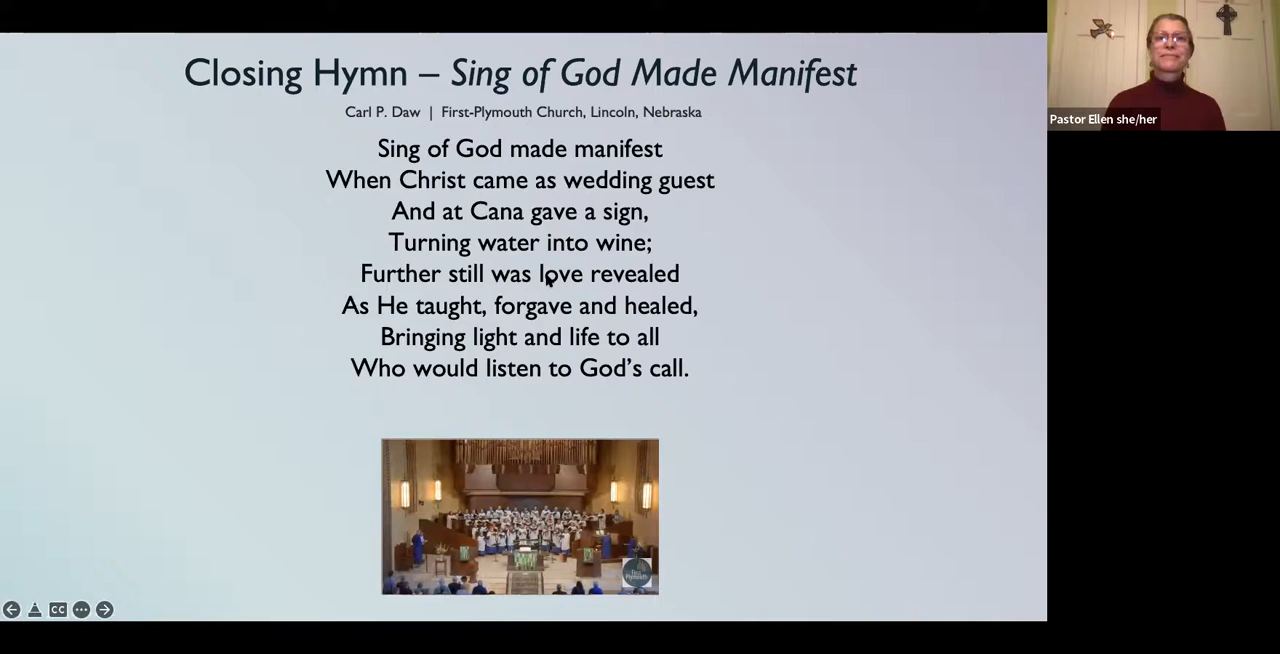 Closing Hymn – Sing of God Made Manifest
Carl P. Daw | First-Plymouth Church, Lincoln, Nebraska
Sing of God made manifest
When Christ came as wedding guest
And at Cana gave a sign,
Turning water into wine;
Further still was love revealed
As He taught, forgave and healed,
Bringing light and life to all
Who would listen to God's call.
First
Plymouth
CC
Pastor Ellen she/her